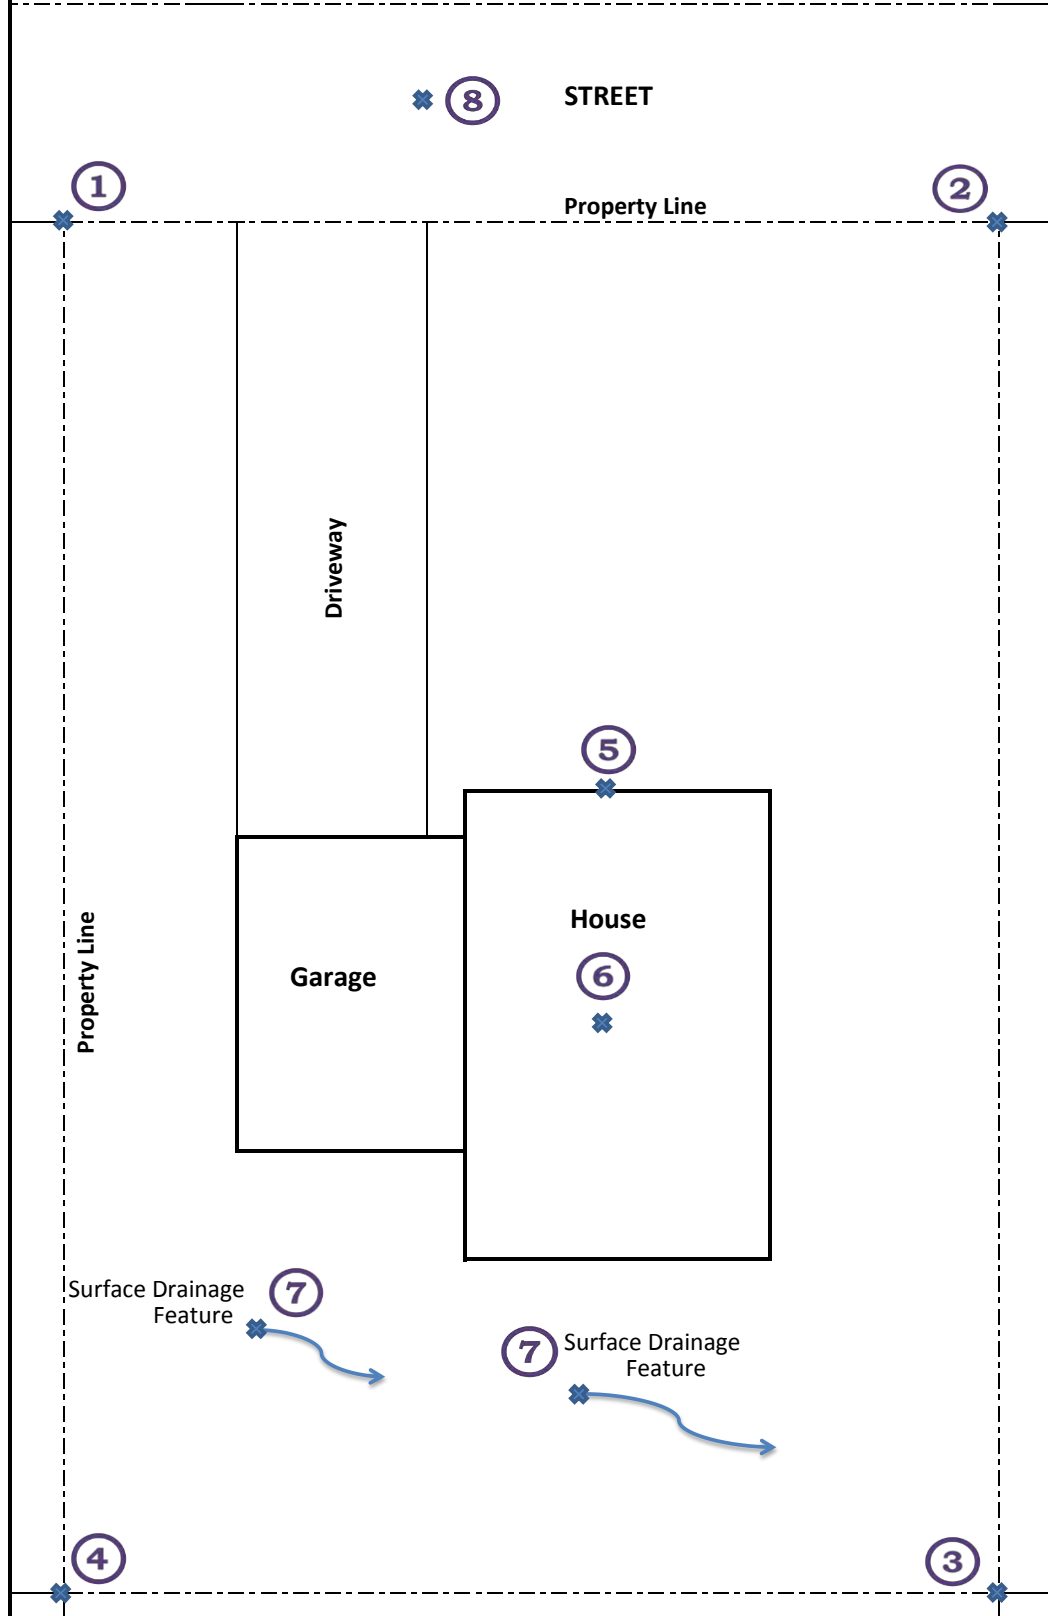 8 STREET
1
2
Property Line
Driveway
5
House
6
Garage
Property Line
Surface Drainage
Feature
7
7
Surface Drainage
Feature
4
3